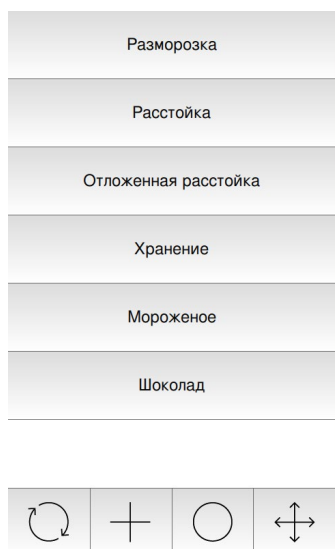 Разморозка
Расстойка
Отложенная расстойка
Хранение
Мороженое
Шоколад